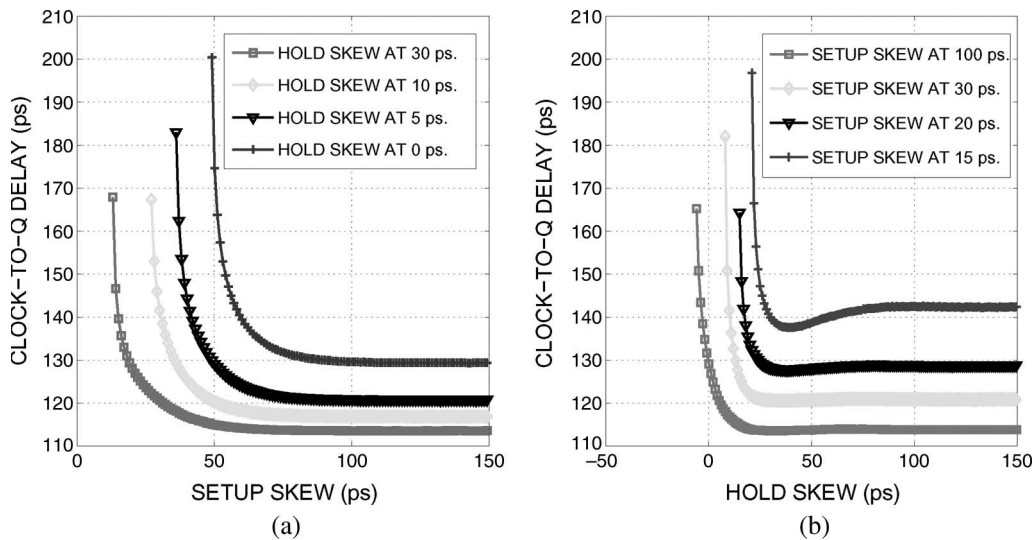 210
200
190
180
170
160
150
140
130
120
110
0
50
100
150
CLOCK−TO−Q DELAY (ps)
SETUP SKEW (ps)
HOLD SKEW AT 30 ps.
HOLD SKEW AT 10 ps.
HOLD SKEW AT 5 ps.
HOLD SKEW AT 0 ps.
(a)
210
200
190
180
170
160
150
140
130
120
110
−50
0
50
100
150
CLOCK−TO−Q DELAY (ps)
HOLD SKEW (ps)
SETUP SKEW AT 100 ps.
SETUP SKEW AT 30 ps.
SETUP SKEW AT 20 ps.
SETUP SKEW AT 15 ps.
(b)